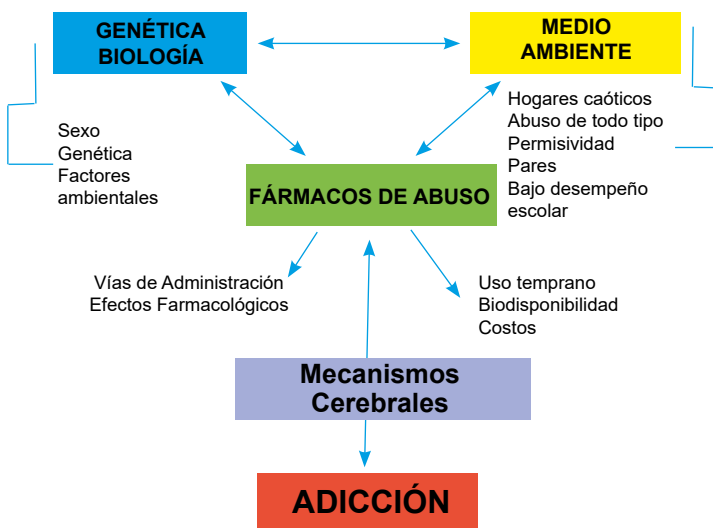 GENÉTICA
BIOLOGÍA
MEDIO
AMBIENTE
Sexo
Genética
Factores
ambientales
Hogares caóticos
Abuso de todo tipo
Permisividad
Pares
Bajo desempeño
escolar
FÁRMACOS DE ABUSO
Vías de Administración
Efectos Farmacológicos
Uso temprano
Biodisponibilidad
Costos
Mecanismos
Cerebrales
ADICCIÓN